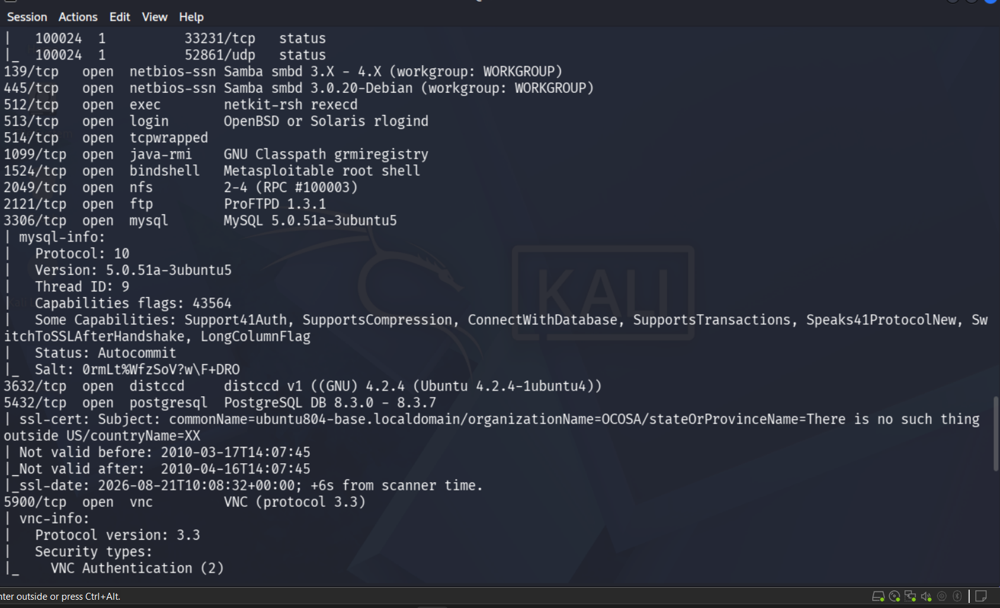 Session Actions Edit View Help
|   100024  1          33231/tcp   status
|_  100024  1          52861/udp   status
139/tcp   open  netbios-ssn Samba smbd 3.X - 4.X (workgroup: WORKGROUP)
445/tcp   open  netbios-ssn Samba smbd 3.0.20-Debian (workgroup: WORKGROUP)
512/tcp   open  exec        netkit-rsh rexecd
513/tcp   open  login       OpenBSD or Solaris rlogind
514/tcp   open  tcpwrapped
1099/tcp  open  java-rmi    GNU Classpath grmiregistry
1524/tcp  open  bindshell   Metasploitable root shell
2049/tcp  open  nfs         2-4 (RPC #100003)
2121/tcp  open  ftp         ProFTPD 1.3.1
3306/tcp  open  mysql       MySQL 5.0.51a-3ubuntu5
| mysql-info:
|   Protocol: 10
|   Version: 5.0.51a-3ubuntu5
|   Thread ID: 9
|   Capabilities flags: 43564
|   Some Capabilities: Support41Auth, SupportsCompression, ConnectWithDatabase, SupportsTransactions, Speaks41ProtocolNew, Sw
itchToSSLAfterHandshake, LongColumnFlag
|   Status: Autocommit
|_  Salt: 0rmLt%WfzSoV?w\F+DRO
3632/tcp  open  distccd     distccd v1 ((GNU) 4.2.4 (Ubuntu 4.2.4-1ubuntu4))
5432/tcp  open  postgresql  PostgreSQL DB 8.3.0 - 8.3.7
| ssl-cert: Subject: commonName=ubuntu804-base.localdomain/organizationName=OCOSA/stateOrProvinceName=There is no such thing
outside US/countryName=XX
| Not valid before: 2010-03-17T14:07:45
|_Not valid after:  2010-04-16T14:07:45
|_ssl-date: 2026-08-21T10:08:32+00:00; +6s from scanner time.
5900/tcp  open  vnc         VNC (protocol 3.3)
| vnc-info:
|   Protocol version: 3.3
|   Security types:
|_    VNC Authentication (2)
KALI
nter outside or press Ctrl+Alt.